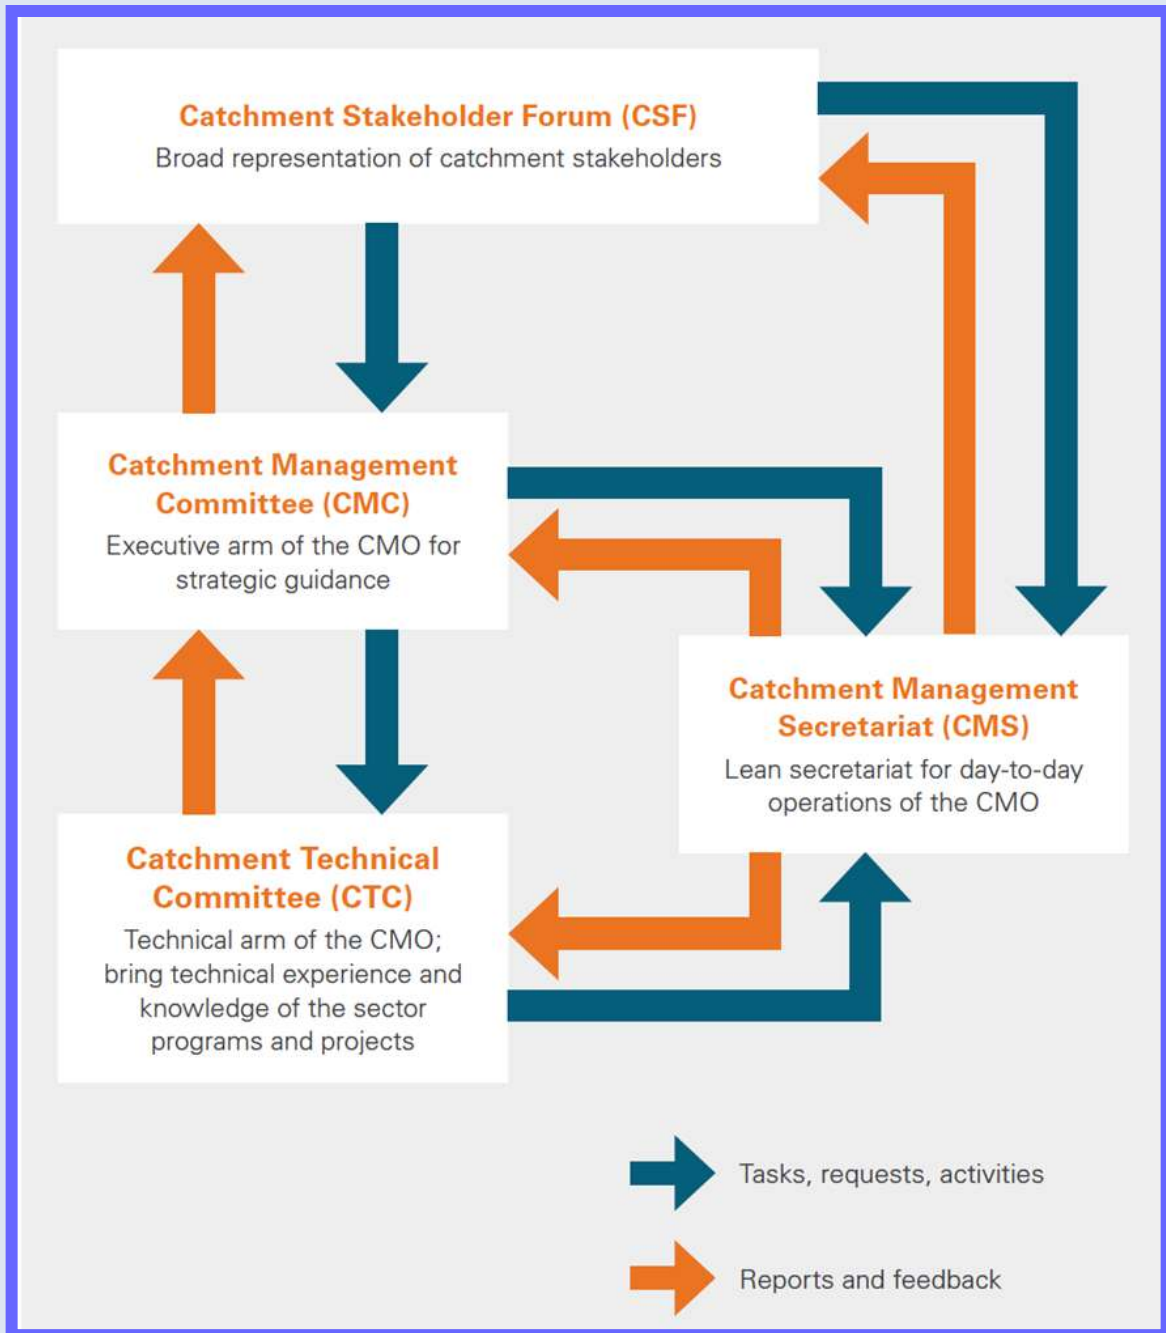 Catchment Stakeholder Forum (CSF)
Broad representation of catchment stakeholders
Catchment Management
Committee (CMC)
Executive arm of the CMO for
strategic guidance
Catchment Management
Secretariat (CMS)
Lean secretariat for day-to-day
operations of the CMO
Catchment Technical
Committee (CTC)
Technical arm of the CMO;
bring technical experience and
knowledge of the sector
programs and projects
Tasks, requests, activities
Reports and feedback